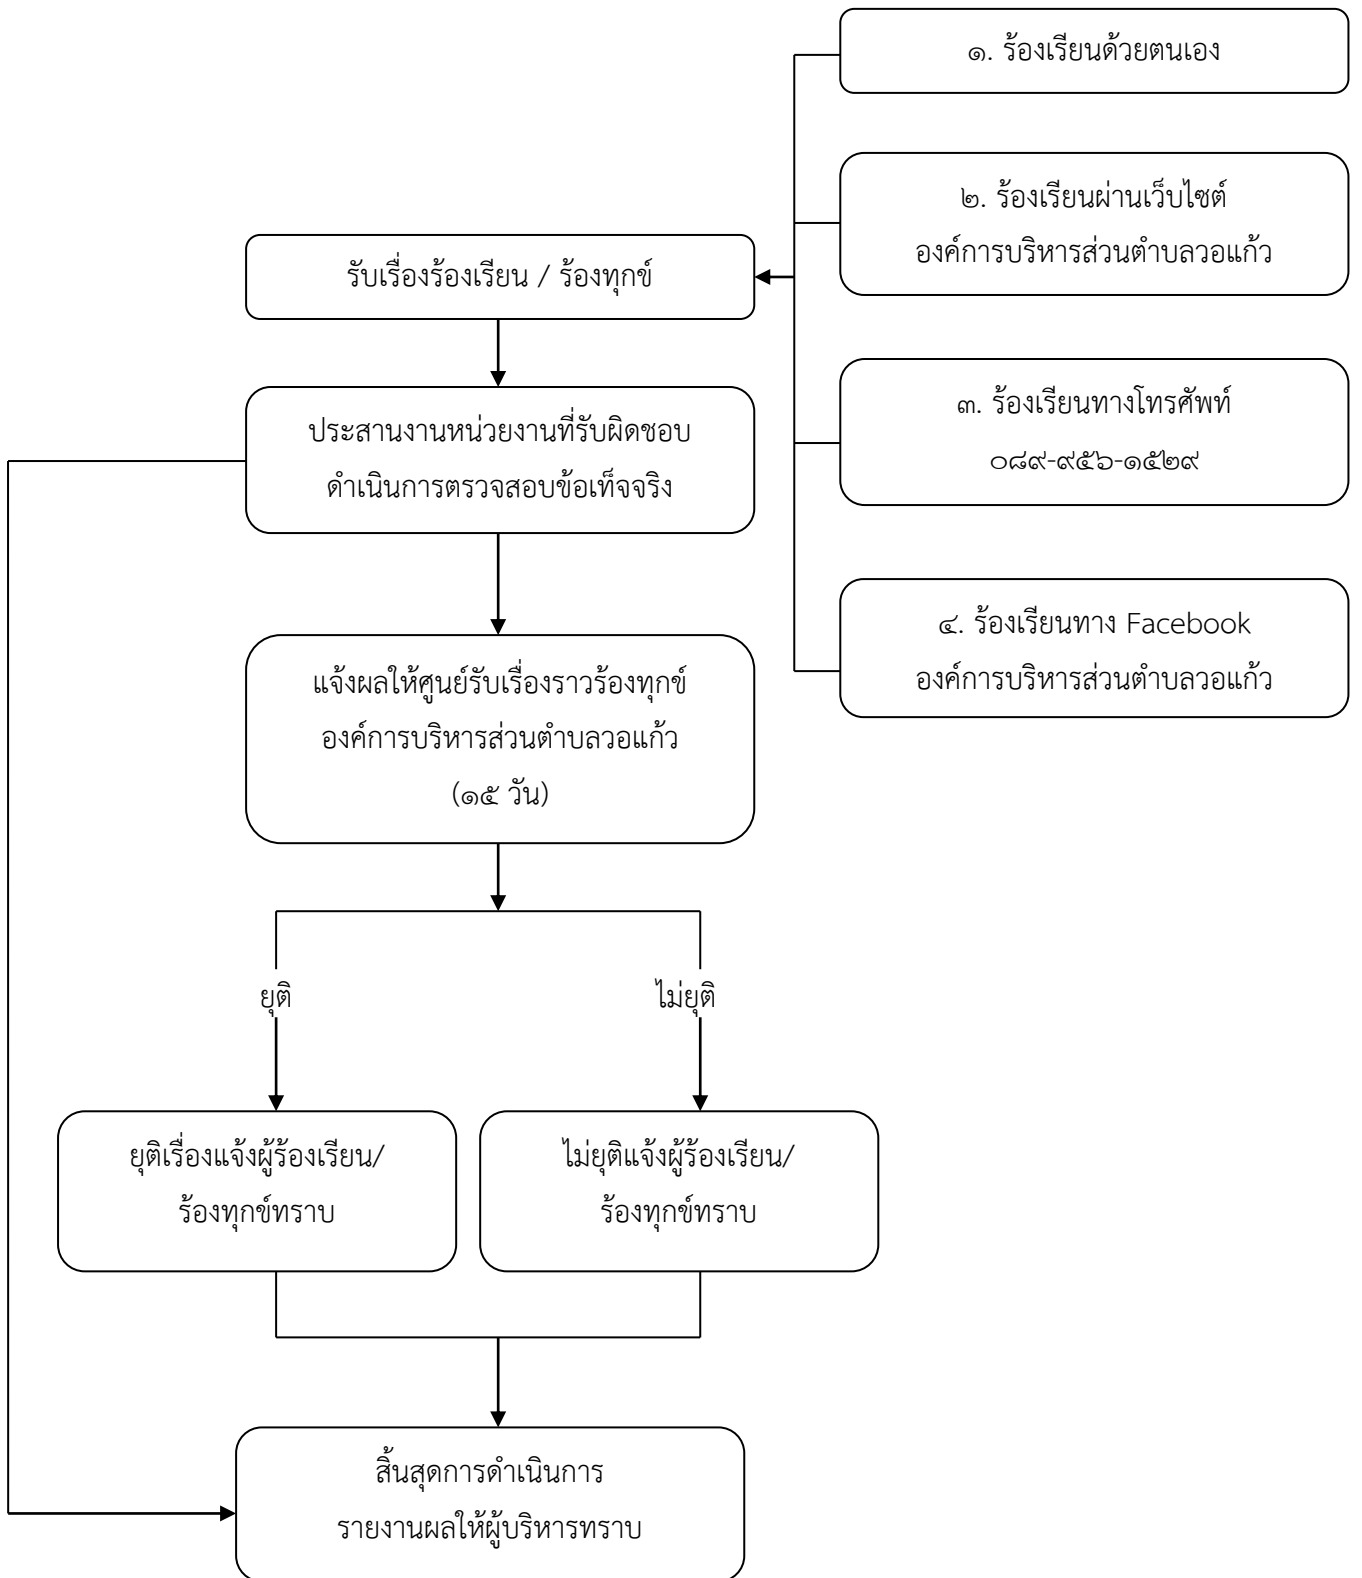 ๑. ร้องเรียนด้วยตนเอง
๒. ร้องเรียนผ่านเว็บไซต์
องค์การบริหารส่วนตำบลวอแก้ว
รับเรื่องร้องเรียน / ร้องทุกข์
๓. ร้องเรียนทางโทรศัพท์
๐๘๙-๙๕๖-๑๕๒๙
ประสานงานหน่วยงานที่รับผิดชอบ
ดำเนินการตรวจสอบข้อเท็จจริง
๔. ร้องเรียนทาง Facebook
องค์การบริหารส่วนตำบลวอแก้ว
แจ้งผลให้ศูนย์รับเรื่องราวร้องทุกข์
องค์การบริหารส่วนตำบลวอแก้ว
(๑๕ วัน)
ยุติ
ไม่ยุติ
ยุติเรื่องแจ้งผู้ร้องเรียน/
ร้องทุกข์ทราบ
ไม่ยุติแจ้งผู้ร้องเรียน/
ร้องทุกข์ทราบ
สิ้นสุดการดำเนินการ
รายงานผลให้ผู้บริหารทราบ